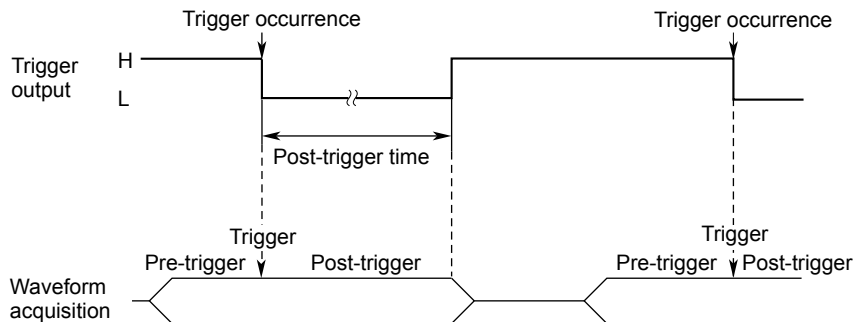 Trigger occurrence
Trigger occurrence
Trigger
output
H
L
Post-trigger time
Trigger
Trigger
Pre-trigger
Post-trigger
Pre-trigger
Post-trigger
Waveform
acquisition